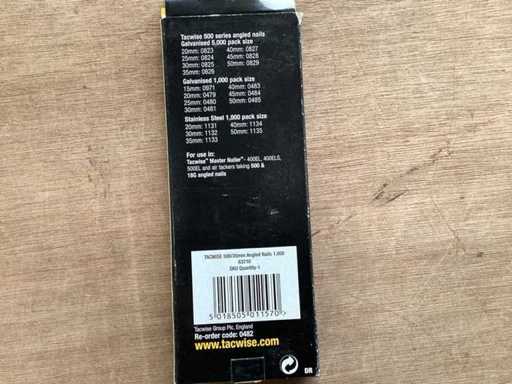 Tacwise 500 series angled nails
Galvanised 5,000 pack size
20mm: 0823 40mm: 0827
25mm: 0824 45mm: 0828
30mm: 0825 50mm: 0829
35mm: 0826
Galvanised 1,000 pack size
15mm: 0971 40mm: 0483
20mm: 0479 45mm: 0484
25mm: 0480 50mm: 0485
30mm: 0481
Stainless Steel 1,000 pack size
20mm: 1131 40mm: 1134
30mm: 1132 50mm: 1135
35mm: 1133
For use in:
Tacwise™ Master Nailer™- 400EL, 400ELS,
500EL and air tackers taking 500 &
18G angled nails
TACWISE 500/35mm Angled Nails 1,000
SKU Quantity-1
5 018505 011570 >
Tacwise Group Plc, England
Re-order code: 0482
www.tacwise.com
DR